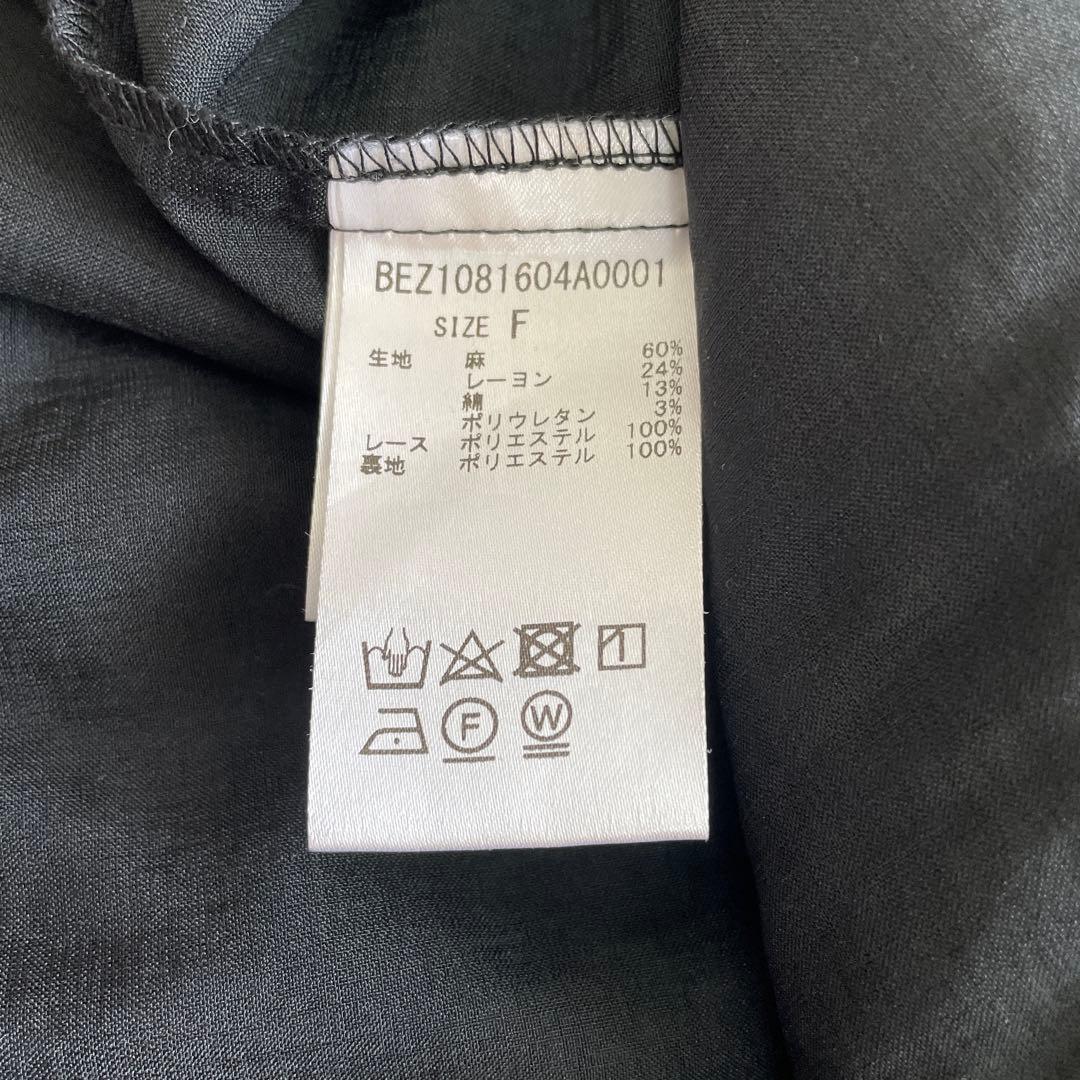 BEZ1081604A0001
SIZE F
生地 麻 60%
レーヨン 24%
綿 13%
ポリウレタン 3%
レース ポリエステル 100%
裏地 ポリエステル 100%
F W